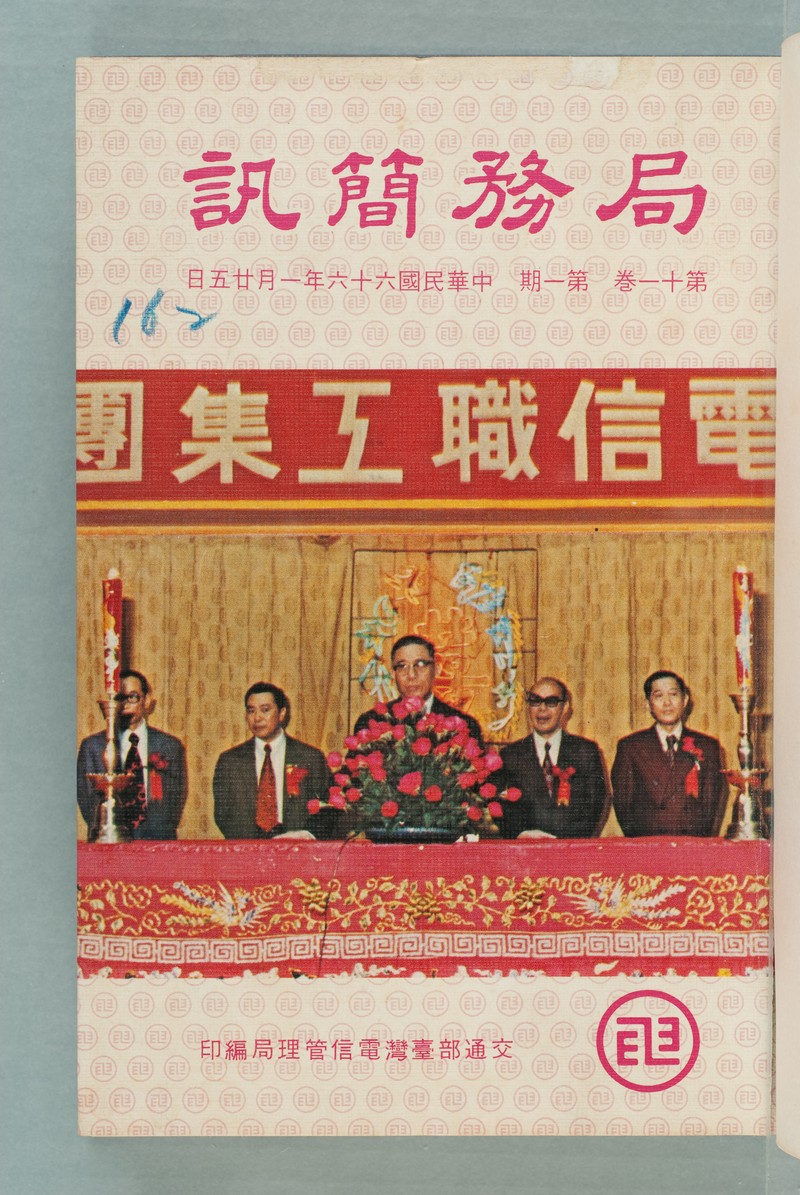 局務簡訊
第十一巻　第一期　中華民國六十六年一月廿五日
162
電信職工集團
交通部臺灣電信管理局編印